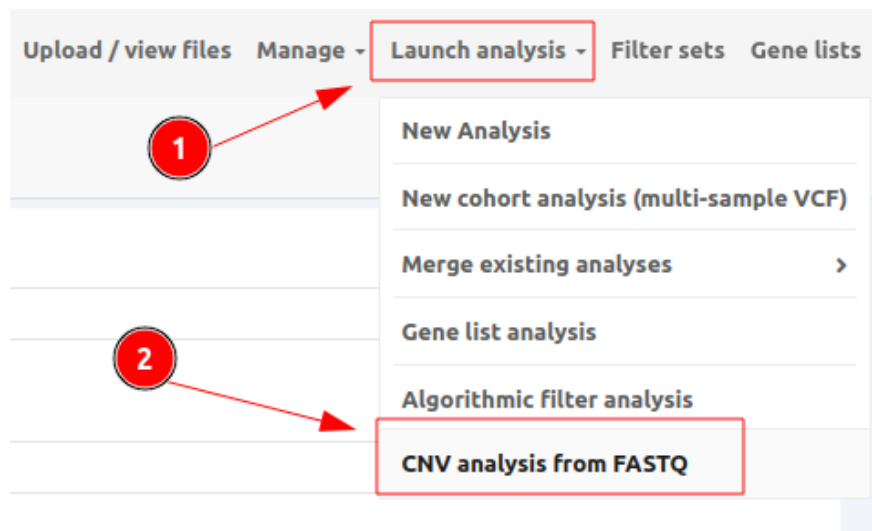 Upload / view files Manage Launch analysis Filter sets Gene lists
1
New Analysis
New cohort analysis (multi-sample VCF)
Merge existing analyses
Gene list analysis
2
Algorithmic filter analysis
CNV analysis from FASTQ